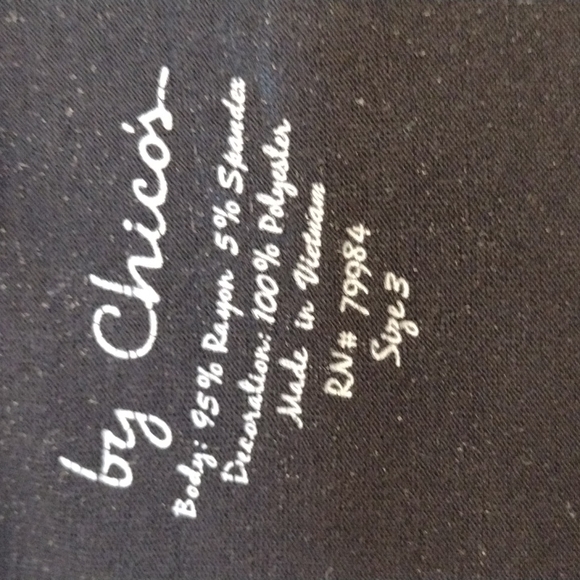 by Chico's
Body: 95% Rayon 5% Spandex
Decoration: 100% Polyester
Made in Vietnam
RN# 79984
Size 3